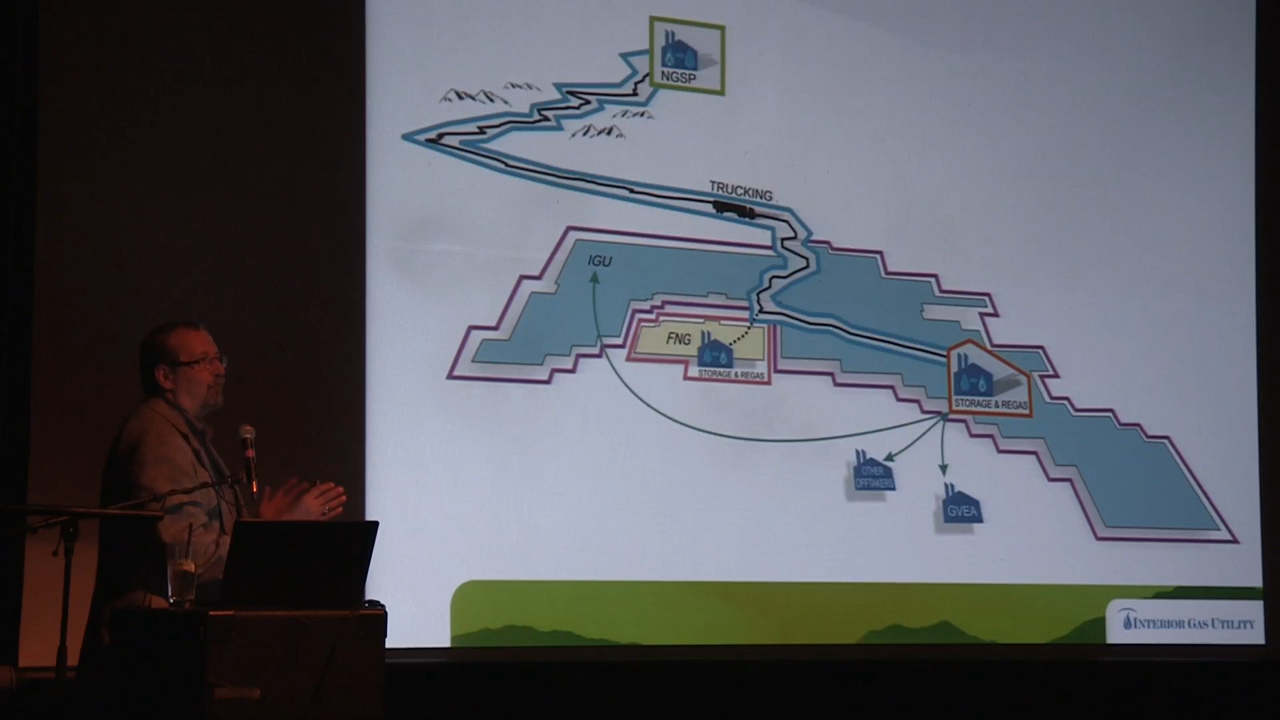 NGSP
TRUCKING
IGU
FNG
STORAGE & REGAS
STORAGE & REGAS
OTHER
OFFTAKERS
GVEA
INTERIOR GAS UTILITY